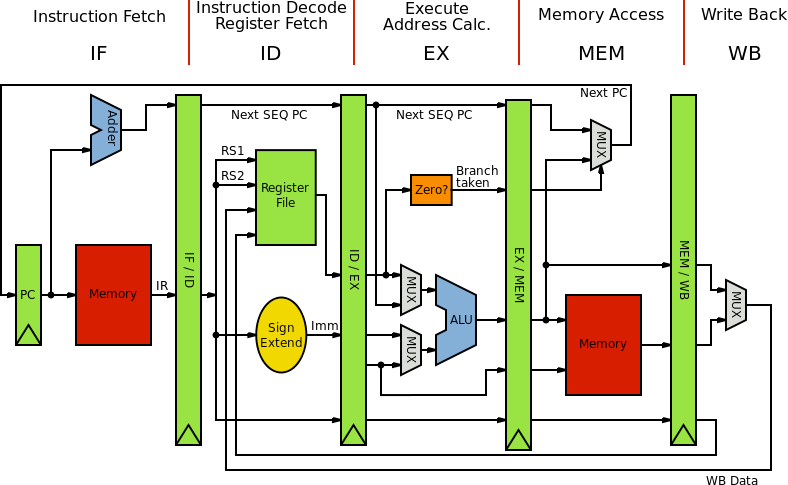 Instruction Fetch
IF
Instruction Decode
Register Fetch
ID
Execute
Address Calc.
EX
Memory Access
MEM
Write Back
WB
Next PC
Adder
Next SEQ PC
Next SEQ PC
MUX
RS1
RS2
Register
File
Zero?
Branch
taken
IF / ID
ID / EX
EX / MEM
MEM / WB
PC
Memory
IR
Sign
Extend
Imm
MUX
MUX
ALU
Memory
MUX
WB Data